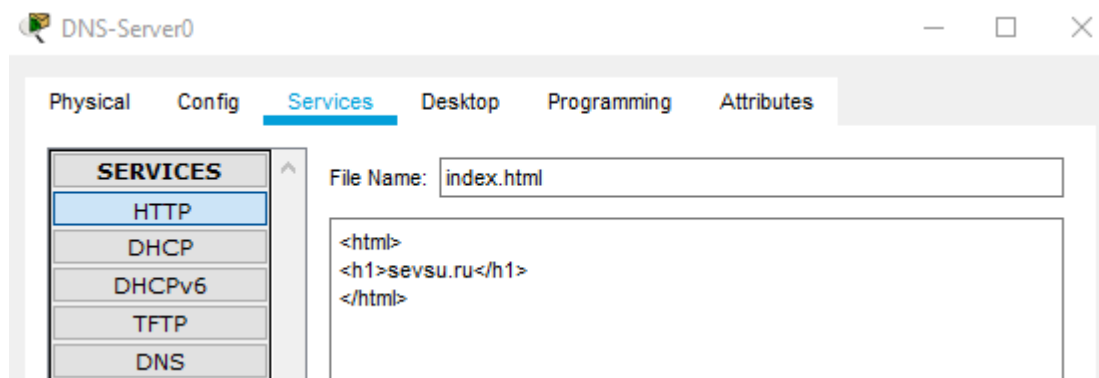 DNS-Server0
Physical Config Services Desktop Programming Attributes
SERVICES
HTTP
DHCP
DHCPv6
TFTP
DNS
File Name: index.html
<html>
<h1>sevsu.ru</h1>
</html>